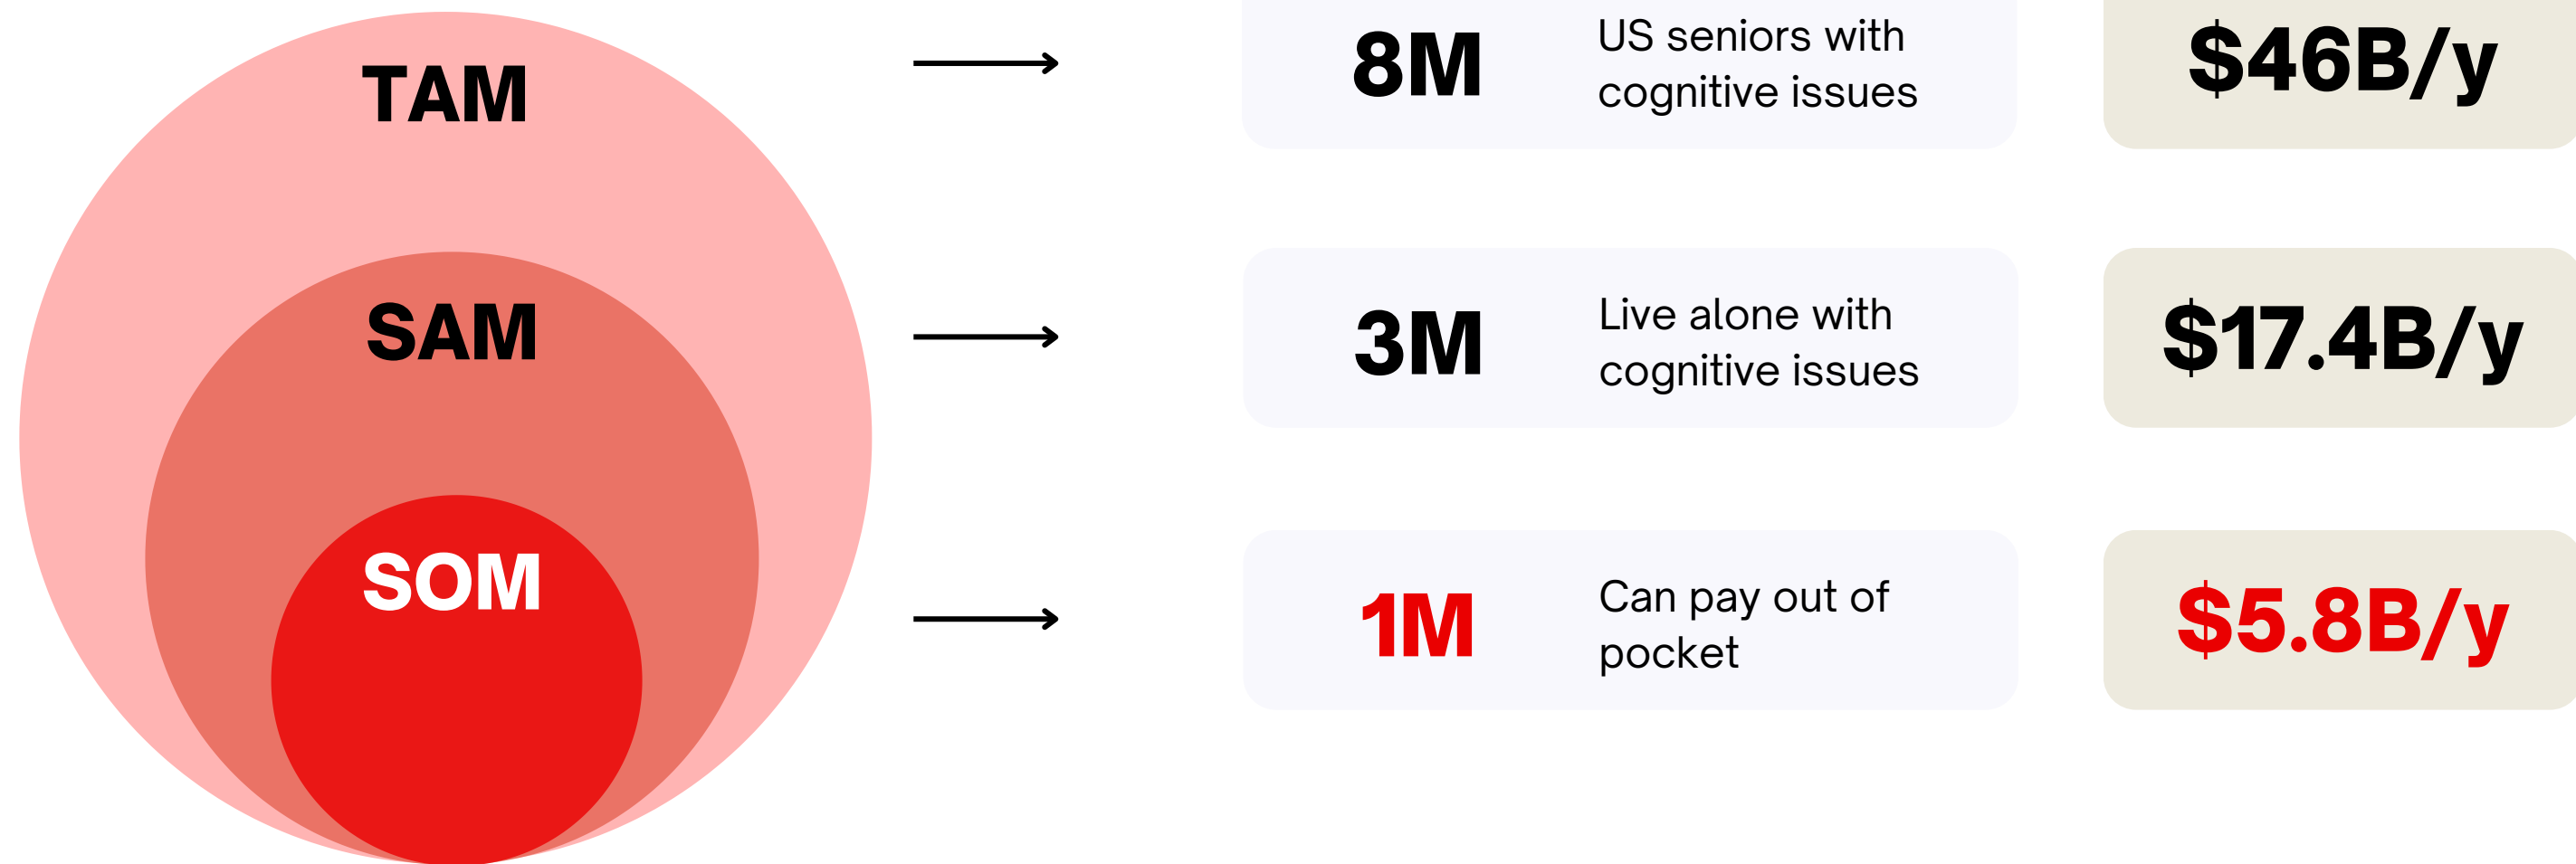 TAM
8M
US seniors with
cognitive issues
$46B/y
SAM
3M
Live alone with
cognitive issues
$17.4B/y
SOM
1M
Can pay out of
pocket
$5.8B/y